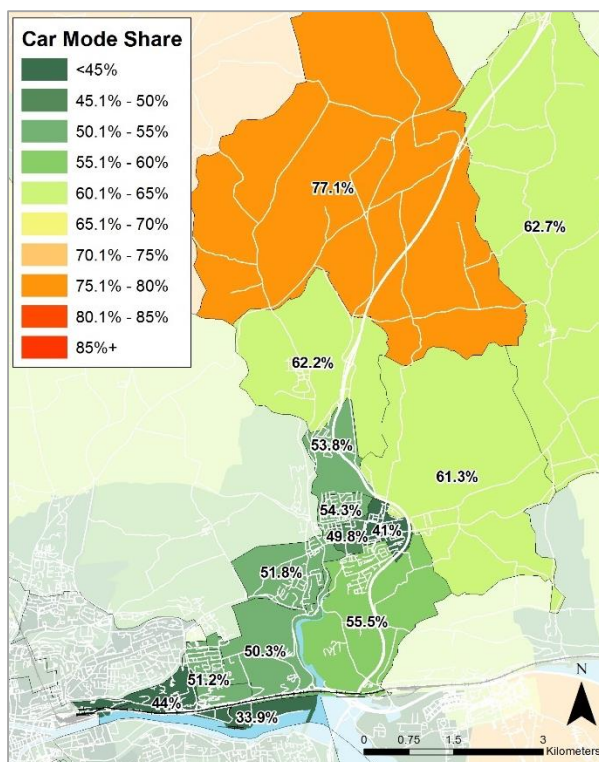 Car Mode Share
<45%
45.1% - 50%
50.1% - 55%
55.1% - 60%
60.1% - 65%
65.1% - 70%
70.1% - 75%
75.1% - 80%
80.1% - 85%
85%+
77.1%
62.7%
62.2%
53.8%
61.3%
54.3%
49.8%
41%
51.8%
55.5%
50.3%
51.2%
44%
33.9%
N
0 0.75 1.5 3
Kilometers